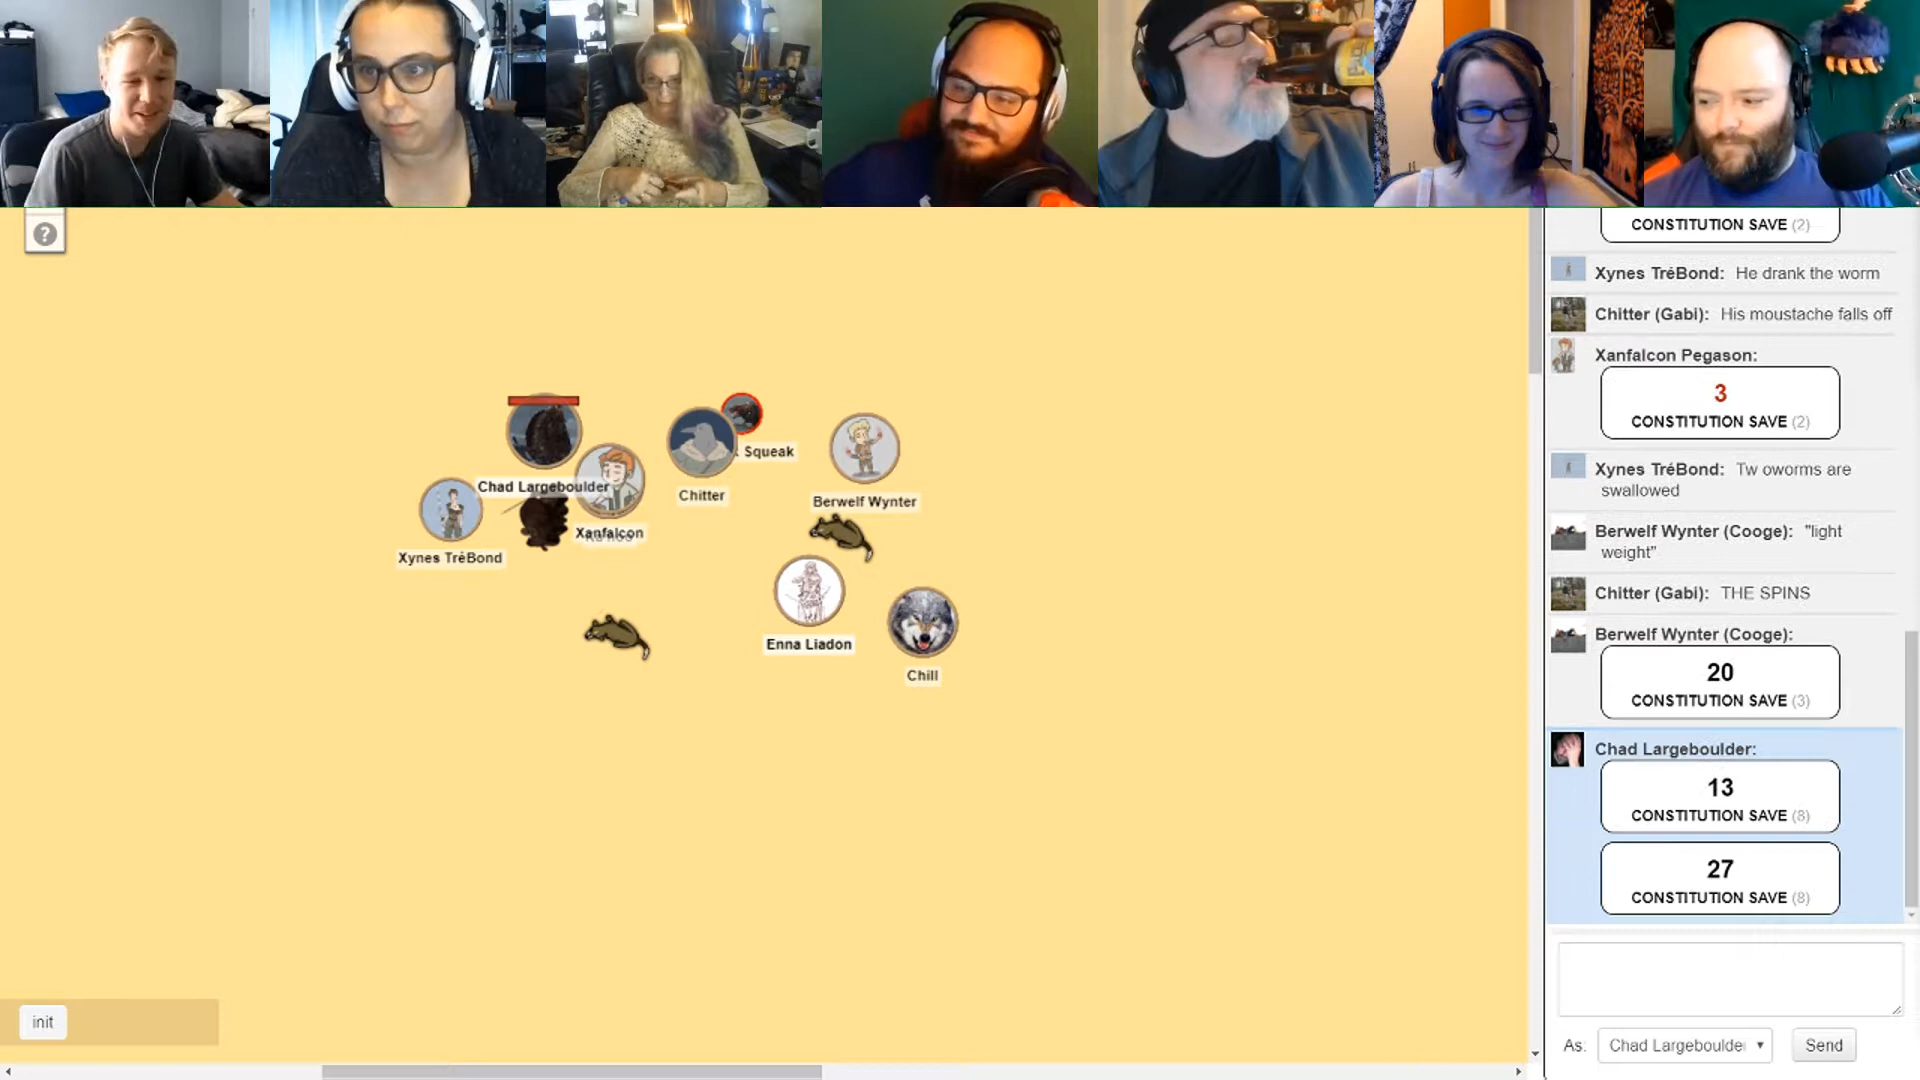 ?
Squeak
Chad Largeboulder
Chitter
Berwelf Wynter
Xanfalcon
Xynes TréBond
Enna Liadon
Chill
init
CONSTITUTION SAVE (2)
Xynes TréBond: He drank the worm
Chitter (Gabi): His moustache falls off
Xanfalcon Pegason:
3
CONSTITUTION SAVE (2)
Xynes TréBond: Tw oworms are
swallowed
Berwelf Wynter (Cooge): "light
weight"
Chitter (Gabi): THE SPINS
Berwelf Wynter (Cooge):
20
CONSTITUTION SAVE (3)
Chad Largeboulder:
13
CONSTITUTION SAVE (8)
27
CONSTITUTION SAVE (8)
As: Chad Largeboulde
Send